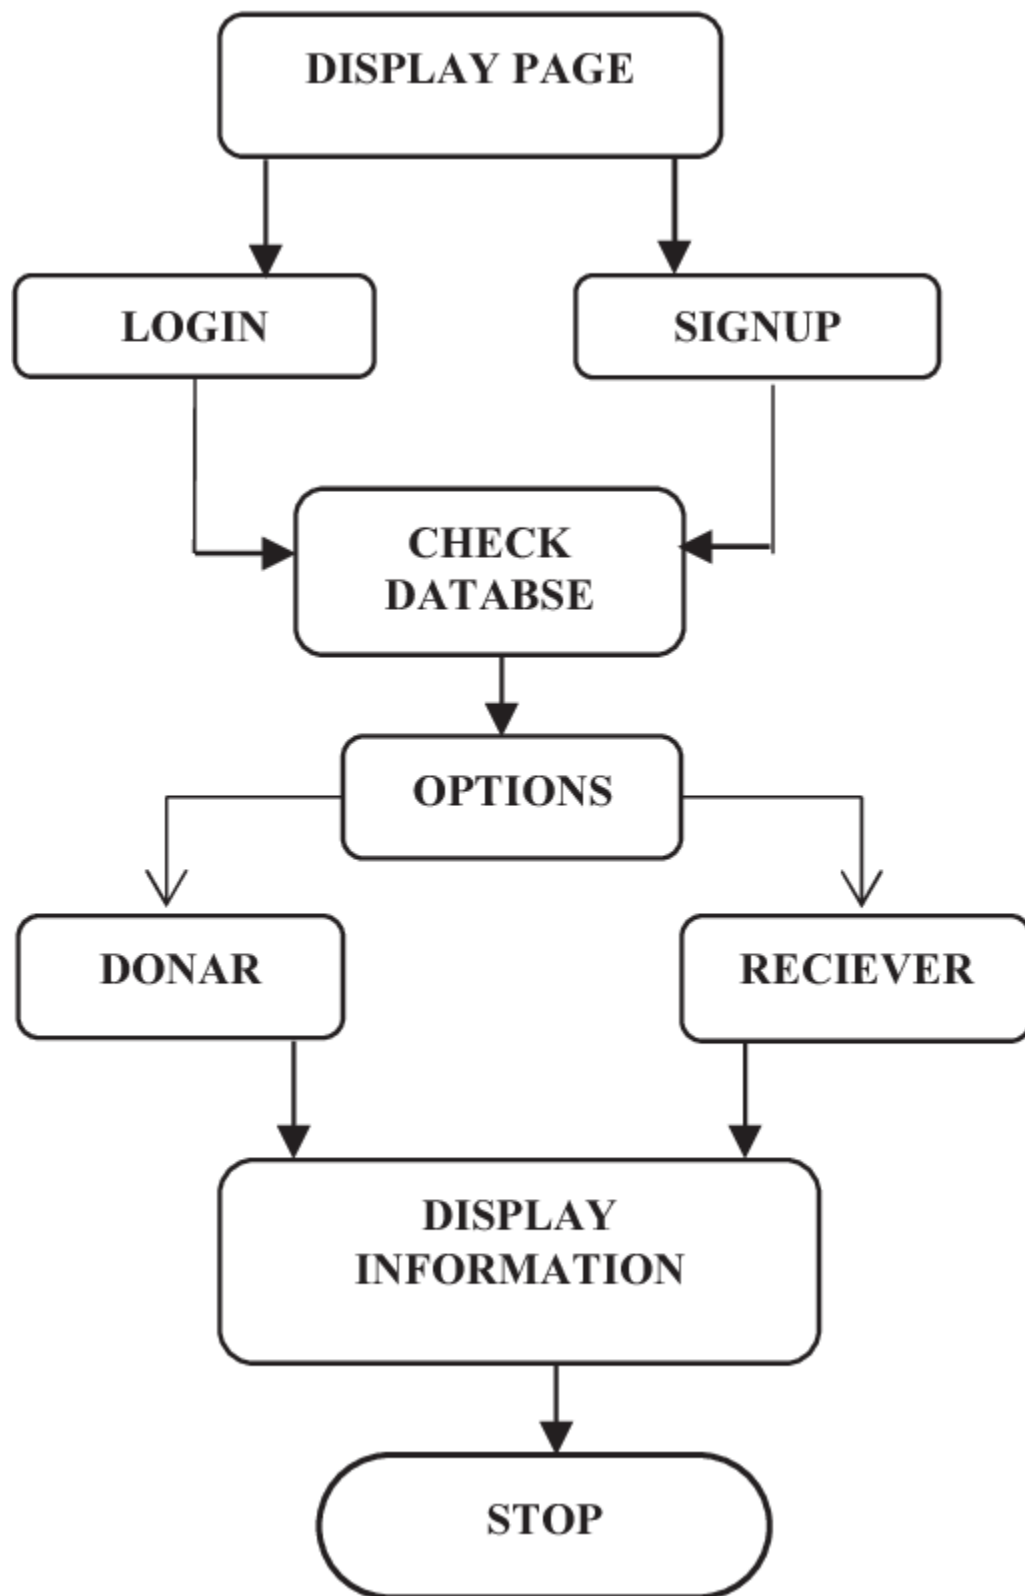 DISPLAY PAGE
LOGIN
SIGNUP
CHECK
DATABSE
OPTIONS
DONAR
RECIEVER
DISPLAY
INFORMATION
STOP